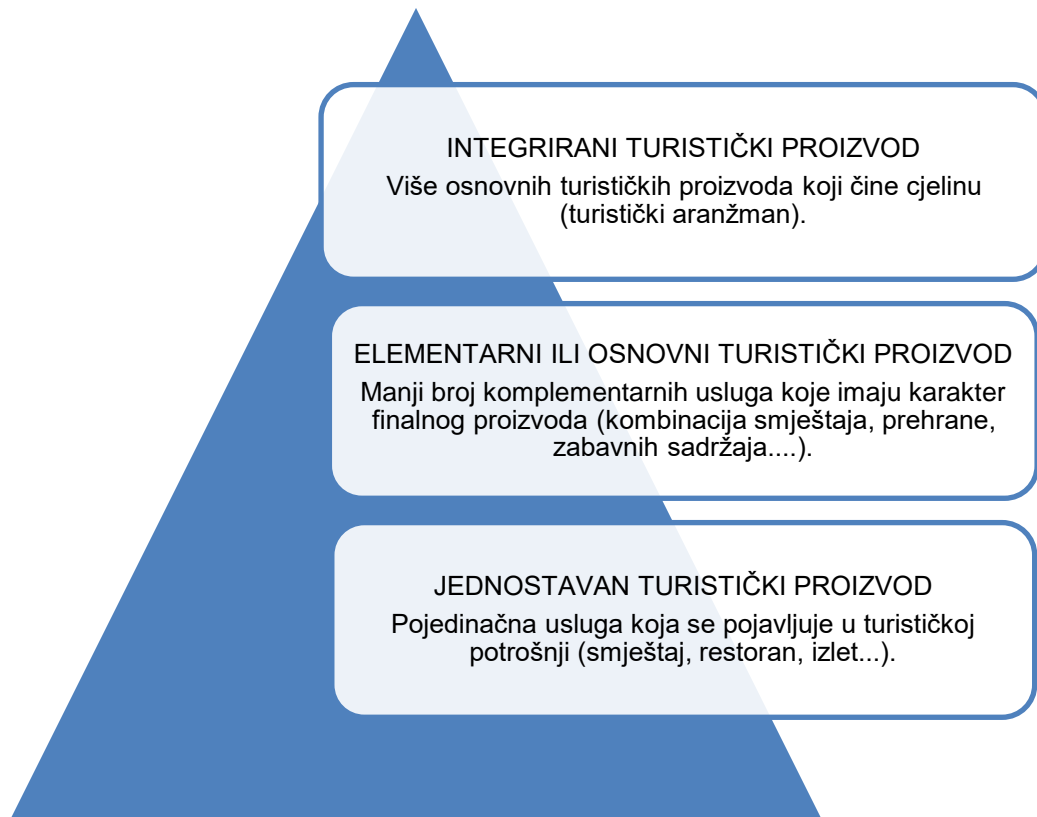 INTEGRIRANI TURISTIČKI PROIZVOD
Više osnovnih turističkih proizvoda koji čine cjelinu
(turistički aranžman).
ELEMENTARNI ILI OSNOVNI TURISTIČKI PROIZVOD
Manji broj komplementarnih usluga koje imaju karakter
finalnog proizvoda (kombinacija smještaja, prehrane,
zabavnih sadržaja....).
JEDNOSTAVAN TURISTIČKI PROIZVOD
Pojedinačna usluga koja se pojavljuje u turističkoj
potrošnji (smještaj, restoran, izlet...).